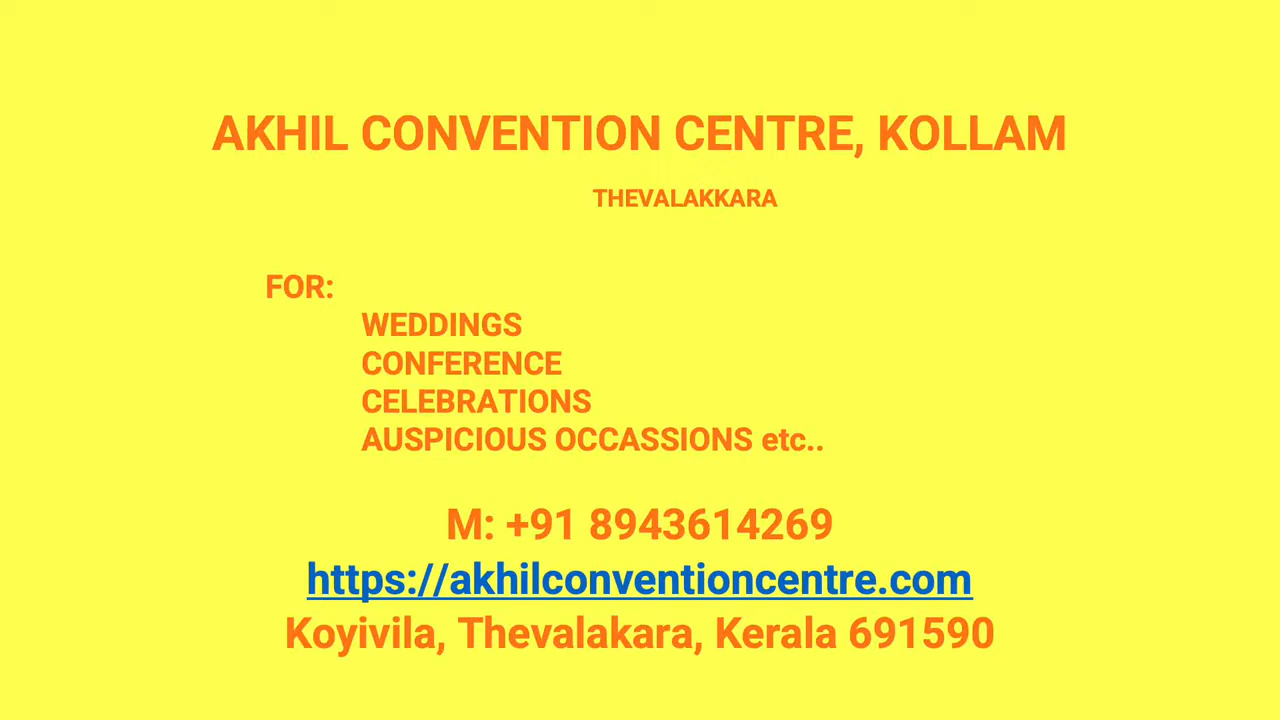 AKHIL CONVENTION CENTRE, KOLLAM
THEVALAKKARA
FOR:
WEDDINGS
CONFERENCE
CELEBRATIONS
AUSPICIOUS OCCASSIONS etc..
M: +91 8943614269
https://akhilconventioncentre.com
Koyivila, Thevalakara, Kerala 691590